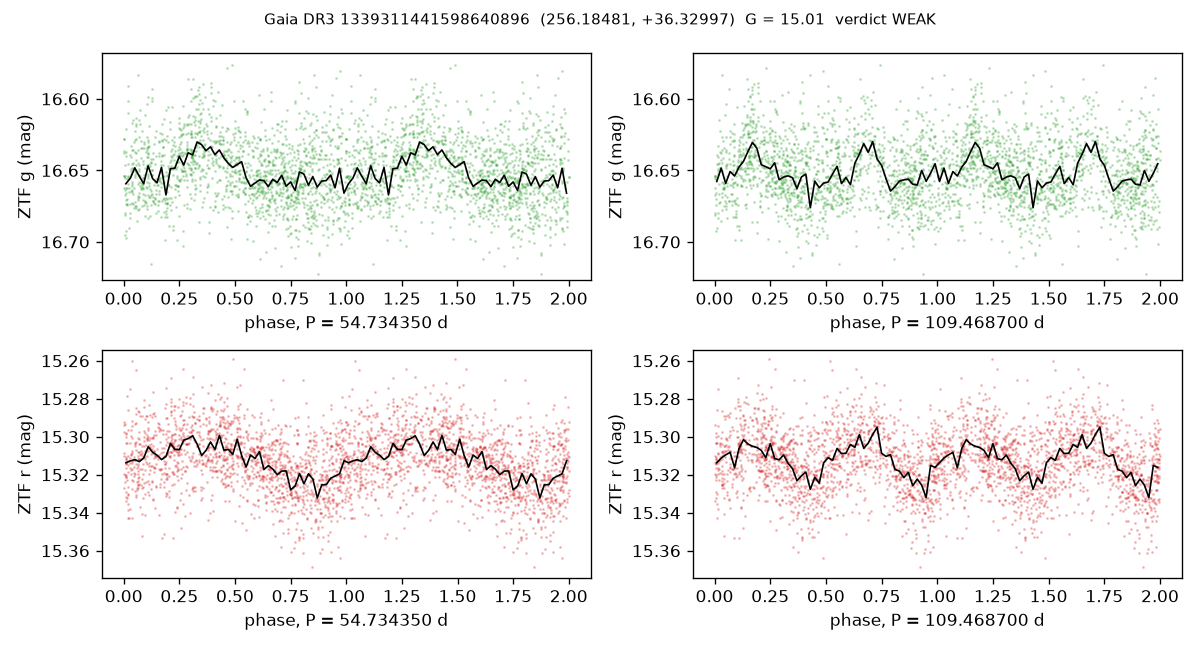 Gaia DR3 1339311441598640896 (256.18481, +36.32997) G = 15.01 verdict WEAK
ZTF g (mag)
16.60
16.65
16.70
0.00 0.25 0.50 0.75 1.00 1.25 1.50 1.75 2.00
phase, P = 54.734350 d
ZTF g (mag)
16.60
16.65
16.70
0.00 0.25 0.50 0.75 1.00 1.25 1.50 1.75 2.00
phase, P = 109.468700 d
ZTF r (mag)
15.26
15.28
15.30
15.32
15.34
15.36
0.00 0.25 0.50 0.75 1.00 1.25 1.50 1.75 2.00
phase, P = 54.734350 d
ZTF r (mag)
15.26
15.28
15.30
15.32
15.34
15.36
0.00 0.25 0.50 0.75 1.00 1.25 1.50 1.75 2.00
phase, P = 109.468700 d